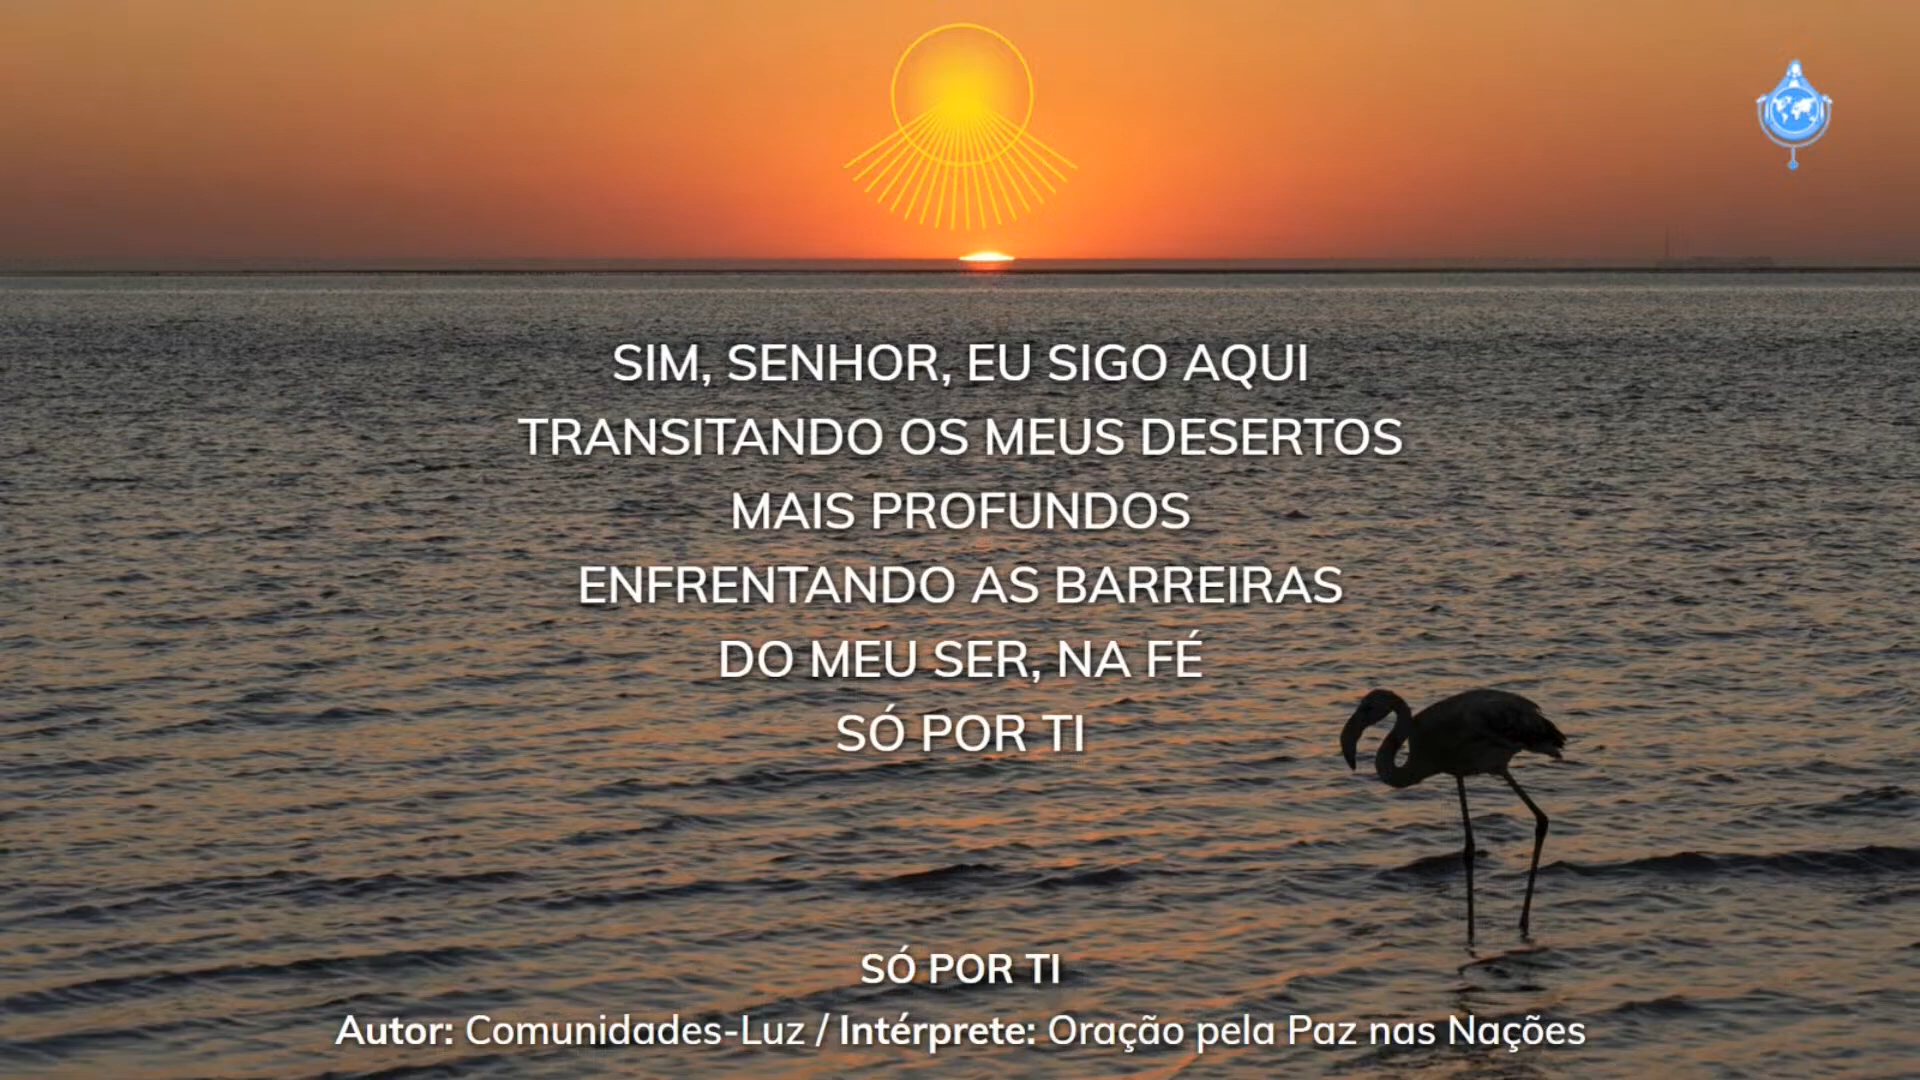 SIM, SENHOR, EU SIGO AQUI
TRANSITANDO OS MEUS DESERTOS
MAIS PROFUNDOS
ENFRENTANDO AS BARREIRAS
DO MEU SER, NA FÉ
SÓ POR TI
SÓ POR TI
Autor: Comunidades-Luz / Intérprete: Oração pela Paz nas Nações